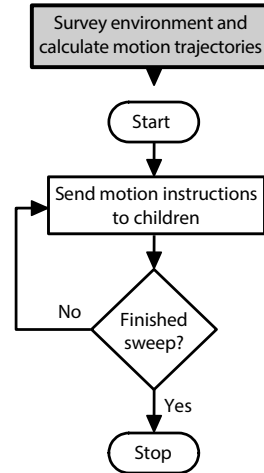 Survey environment and
calculate motion trajectories
Start
Send motion instructions
to children
No
Finished
sweep?
Yes
Stop